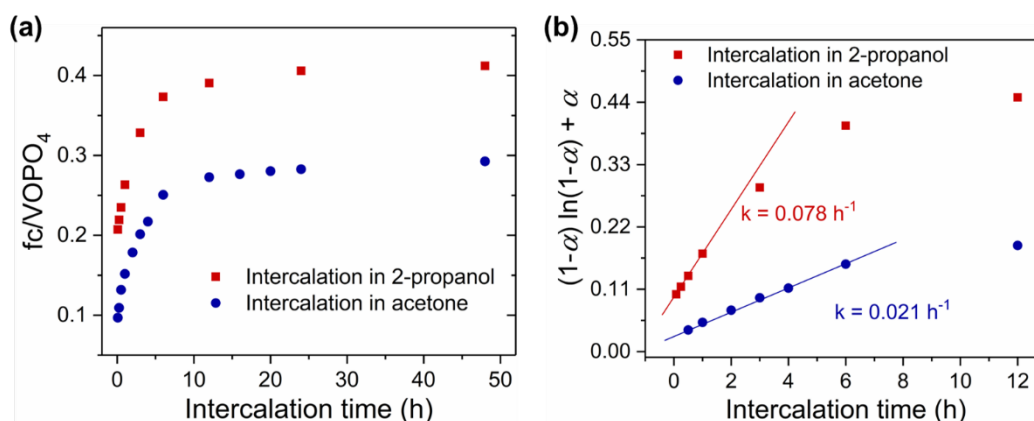 (a)
fc/VOPO₄
0.4
0.3
0.2
0.1
Intercalation in 2-propanol
Intercalation in acetone
0 10 20 30 40 50
Intercalation time (h)
(b)
(1-α) ln(1-α) + α
0.55
0.44
0.33
0.22
0.11
0.00
Intercalation in 2-propanol
Intercalation in acetone
k = 0.078 h⁻¹
k = 0.021 h⁻¹
0 2 4 6 8 10 12
Intercalation time (h)